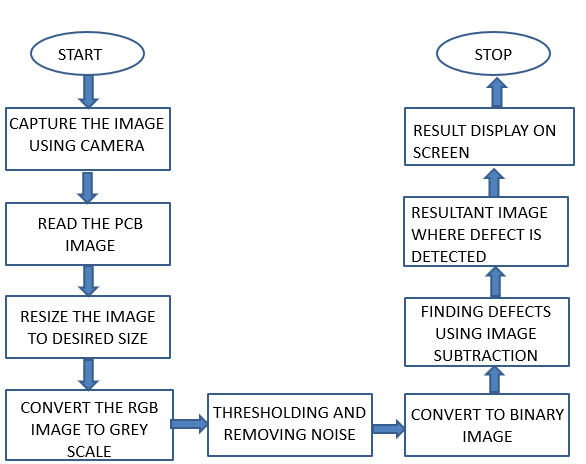 START
CAPTURE THE IMAGE
USING CAMERA
READ THE PCB
IMAGE
RESIZE THE IMAGE
TO DESIRED SIZE
CONVERT THE RGB
IMAGE TO GREY
SCALE
THRESHOLDING AND
REMOVING NOISE
CONVERT TO BINARY
IMAGE
FINDING DEFECTS
USING IMAGE
SUBTRACTION
RESULTANT IMAGE
WHERE DEFECT IS
DETECTED
RESULT DISPLAY ON
SCREEN
STOP